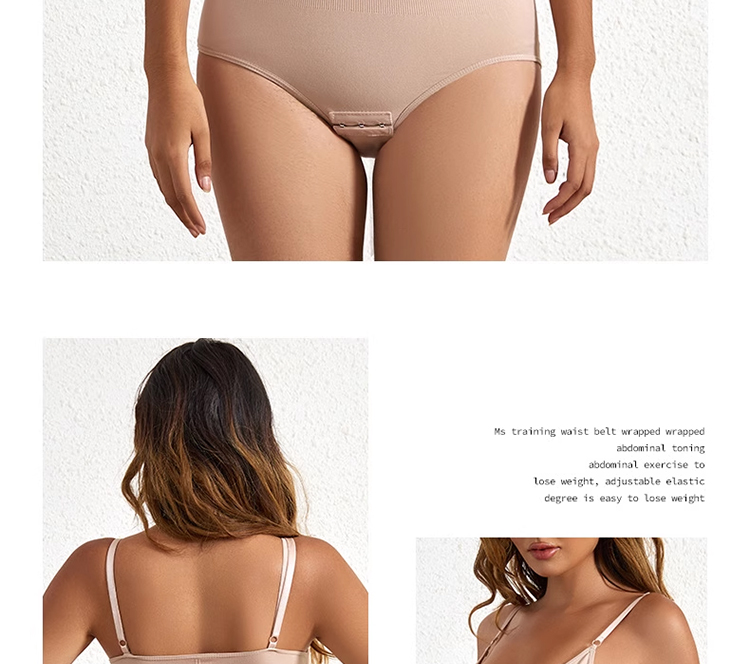 Ms training waist belt wrapped wrapped
abdominal toning
abdominal exercise to
lose weight, adjustable elastic
degree is easy to lose weight